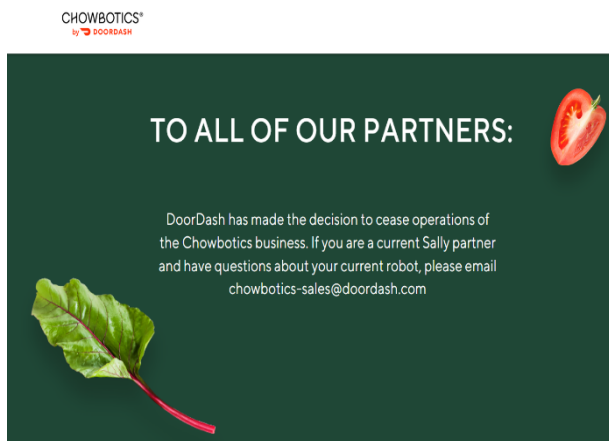 CHOWBOTICS®
by DOORDASH
TO ALL OF OUR PARTNERS:
DoorDash has made the decision to cease operations of
the Chowbotics business. If you are a current Sally partner
and have questions about your current robot, please email
chowbotics-sales@doordash.com